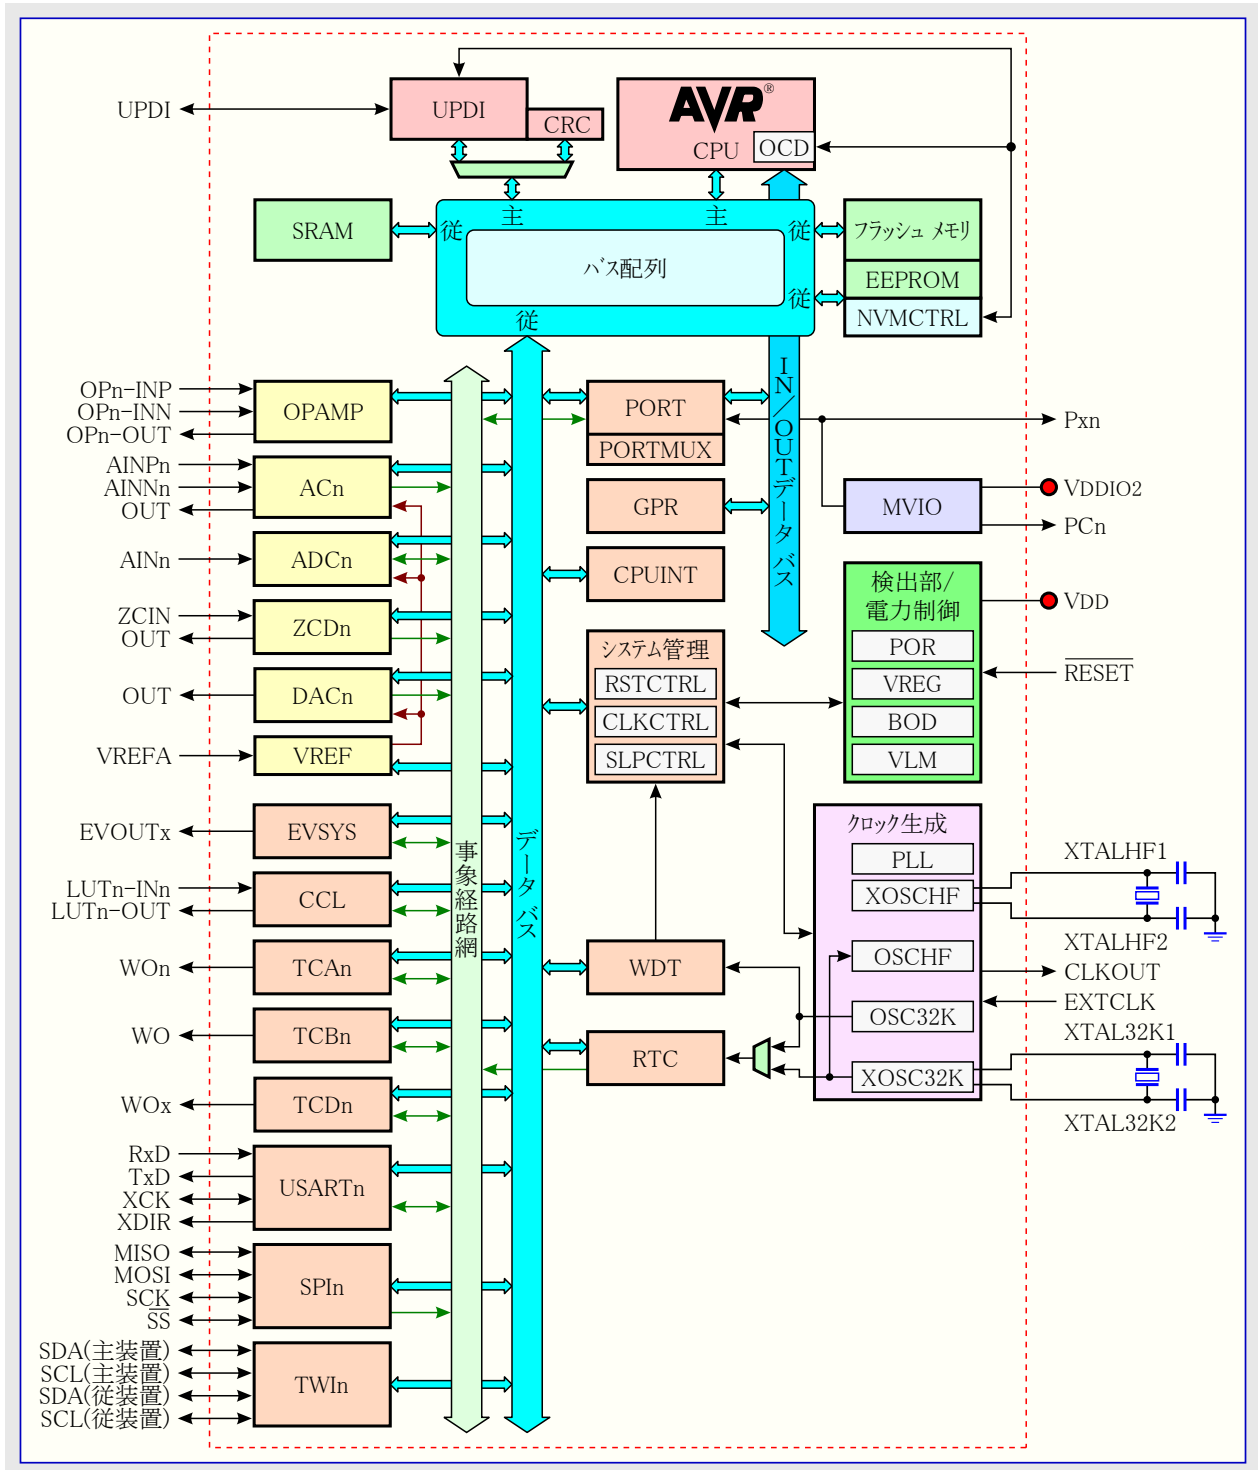 UPDI
UPDI
CRC
AVR®
CPU
OCD
SRAM
主
主
従
従
バス配列
従
従
フラッシュ メモリ
EEPROM
NVMCTRL
OPn-INP
OPn-INN
OPn-OUT
OPAMP
AINPn
AINNn
OUT
ACn
AINn
ADCn
ZCIN
OUT
ZCDn
OUT
DACn
VREFA
VREF
EVOUTx
EVSYS
LUTn-INn
LUTn-OUT
CCL
WOn
TCAn
WO
TCBn
WOx
TCDn
RxD
TxD
XCK
XDIR
USARTn
MISO
MOSI
SCK
SS
SPIn
SDA(主装置)
SCL(主装置)
SDA(従装置)
SCL(従装置)
TWIn
事象経路網
データ バス
IN/OUTデータ バス
PORT
PORTMUX
GPR
CPUINT
システム管理
RSTCTRL
CLKCTRL
SLPCTRL
WDT
RTC
Pxn
MVIO
VDDIO2
PCn
検出部/
電力制御
POR
VREG
BOD
VLM
VDD
RESET
クロック生成
PLL
XOSCHF
OSCHF
OSC32K
XOSC32K
XTALHF1
XTALHF2
CLKOUT
EXTCLK
XTAL32K1
XTAL32K2